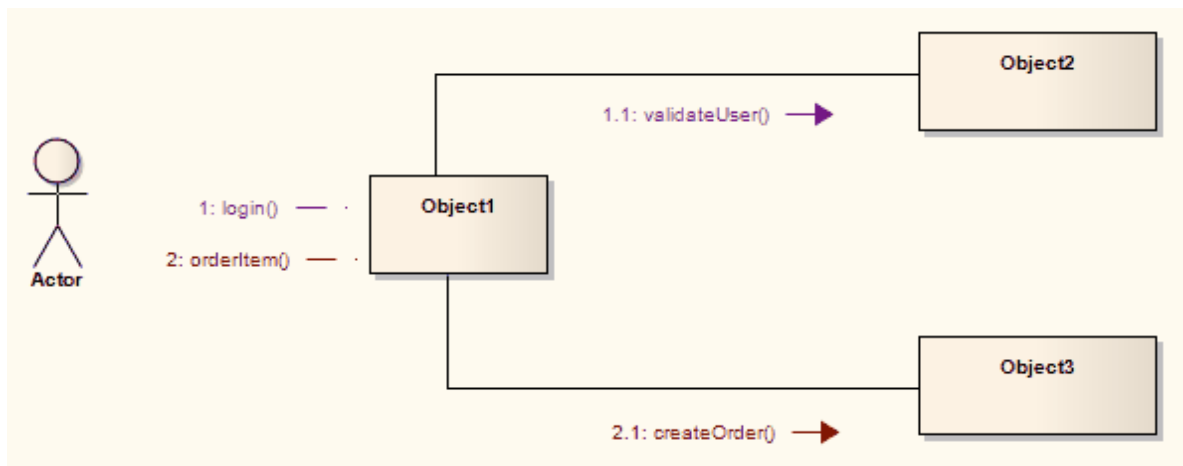 Object2
1.1: validateUser()
Object1
1: login()
2: orderItem()
Actor
Object3
2.1: createOrder()